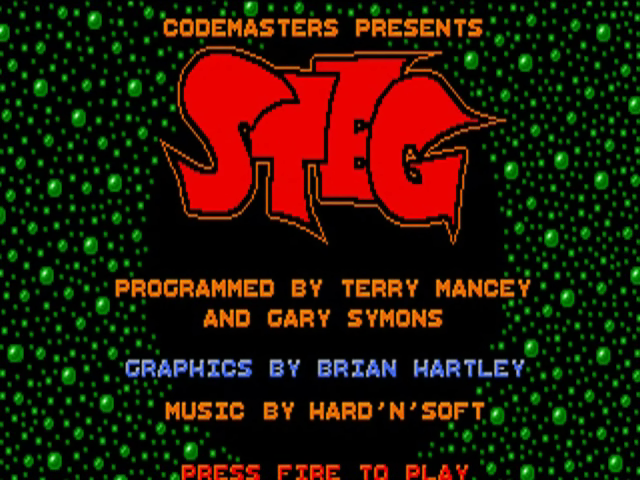 CODEMASTERS PRESENTS
STEG
PROGRAMMED BY TERRY MANCEY
AND GARY SYMONS
GRAPHICS BY BRIAN HARTLEY
MUSIC BY HARD'N'SOFT
PRESS FIRE TO PLAY